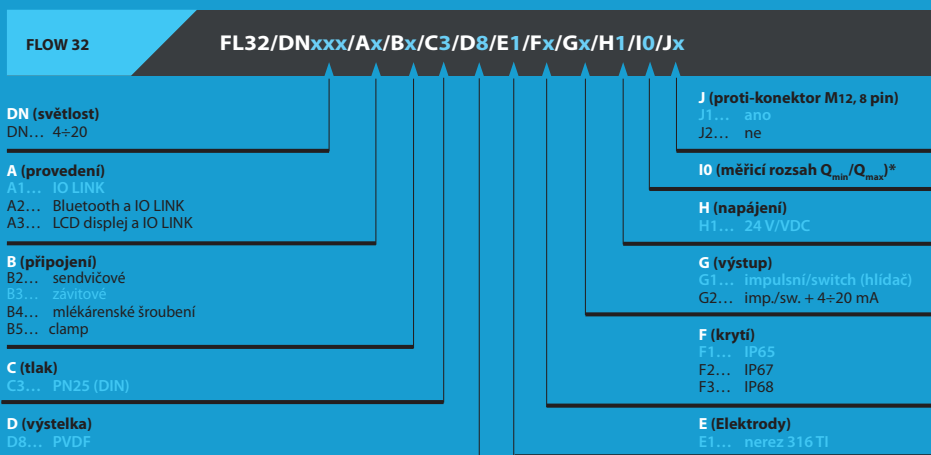 FLOW 32
FL32/DNxxx/Ax/Bx/C3/D8/E1/Fx/Gx/H1/I0/Jx
DN (světlost)
DN… 4÷20
A (provedení)
A1… IO LINK
A2… Bluetooth a IO LINK
A3… LCD displej a IO LINK
B (připojení)
B2… sendvičové
B3… závitové
B4… mlékárenské šroubení
B5… clamp
C (tlak)
C3… PN25 (DIN)
D (výstelka)
D8… PVDF
J (proti-konektor M12, 8 pin)
J1… ano
J2… ne
I0 (měřicí rozsah Qmin/Qmax)*
H (napájení)
H1… 24 V/VDC
G (výstup)
G1… impulsní/switch (hlídač)
G2… imp./sw. + 4÷20 mA
F (krytí)
F1… IP65
F2… IP67
F3… IP68
E (Elektrody)
E1… nerez 316 TI